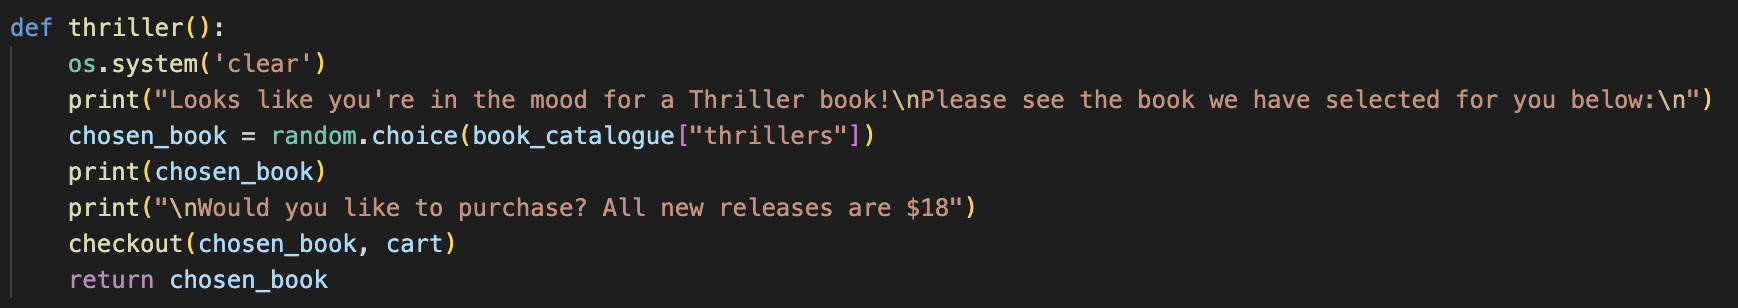 def thriller():
    os.system('clear')
    print("Looks like you're in the mood for a Thriller book!\nPlease see the book we have selected for you below:\n")
    chosen_book = random.choice(book_catalogue["thrillers"])
    print(chosen_book)
    print("\nWould you like to purchase? All new releases are $18")
    checkout(chosen_book, cart)
    return chosen_book